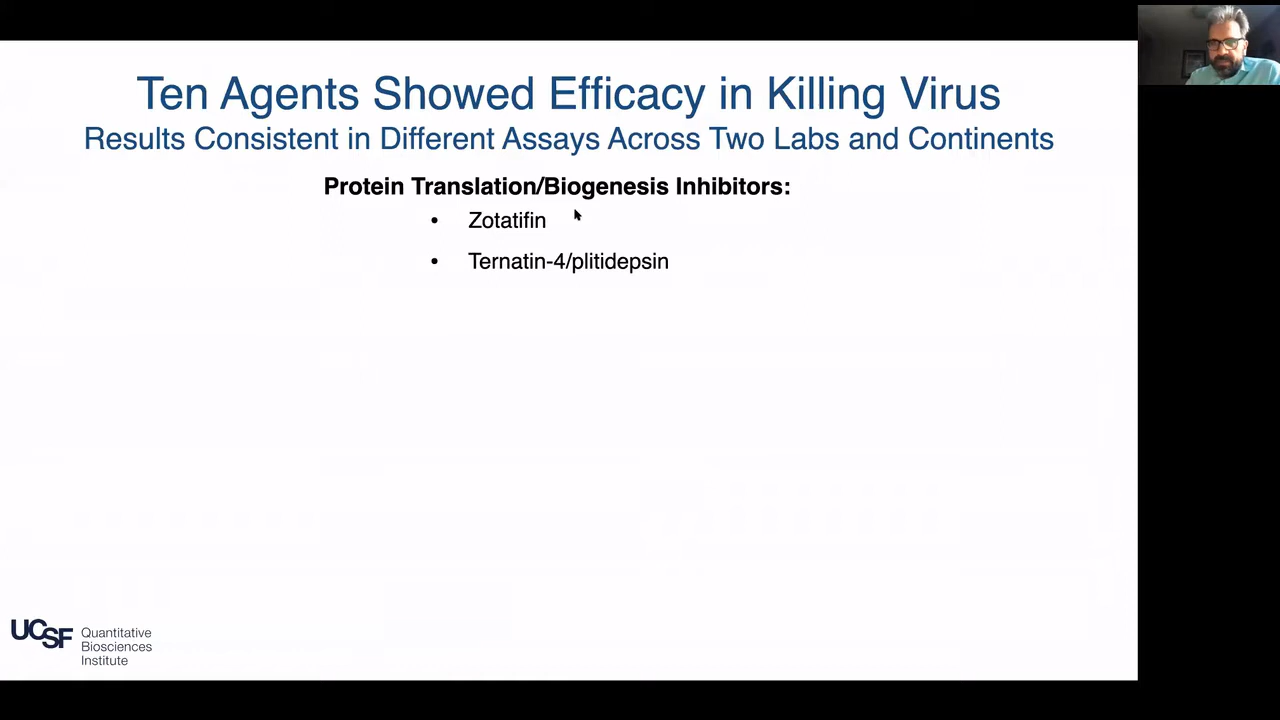 Ten Agents Showed Efficacy in Killing Virus
Results Consistent in Different Assays Across Two Labs and Continents
Protein Translation/Biogenesis Inhibitors:
• Zotatifin
• Ternatin-4/plitidepsin
UCSF
Quantitative
Biosciences
Institute